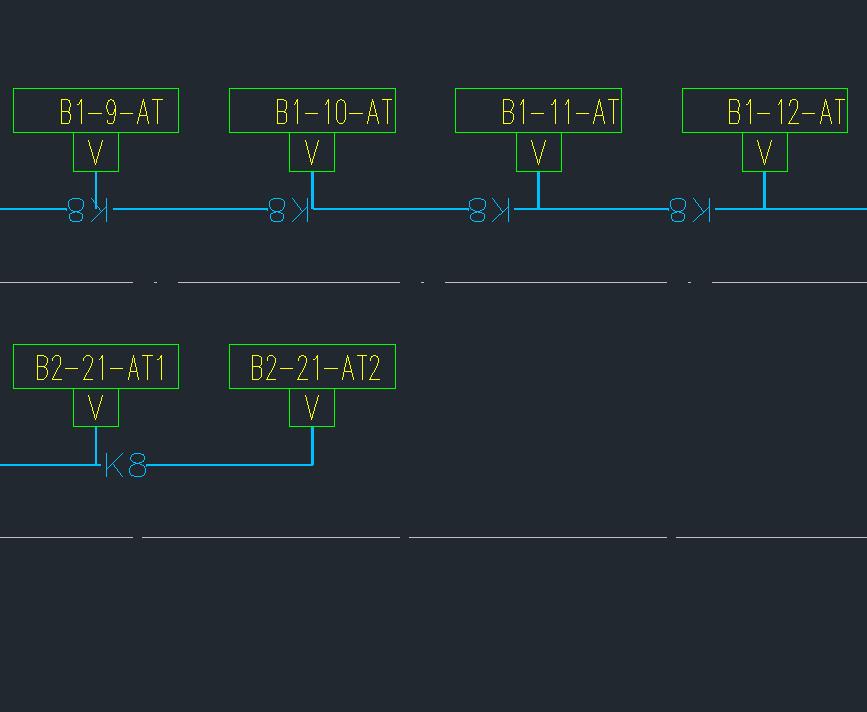 B1-9-AT B1-10-AT B1-11-AT B1-12-AT
V V V V
K8 K8 K8 K8
B2-21-AT1 B2-21-AT2
V V
K8